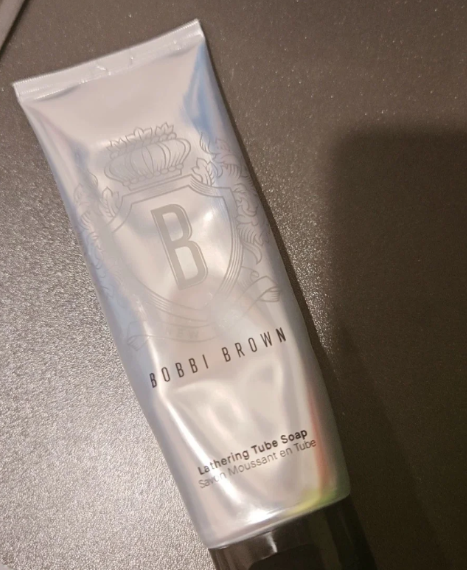 B
BOBBI BROWN
Lathering Tube Soap
Savon Moussant en Tube